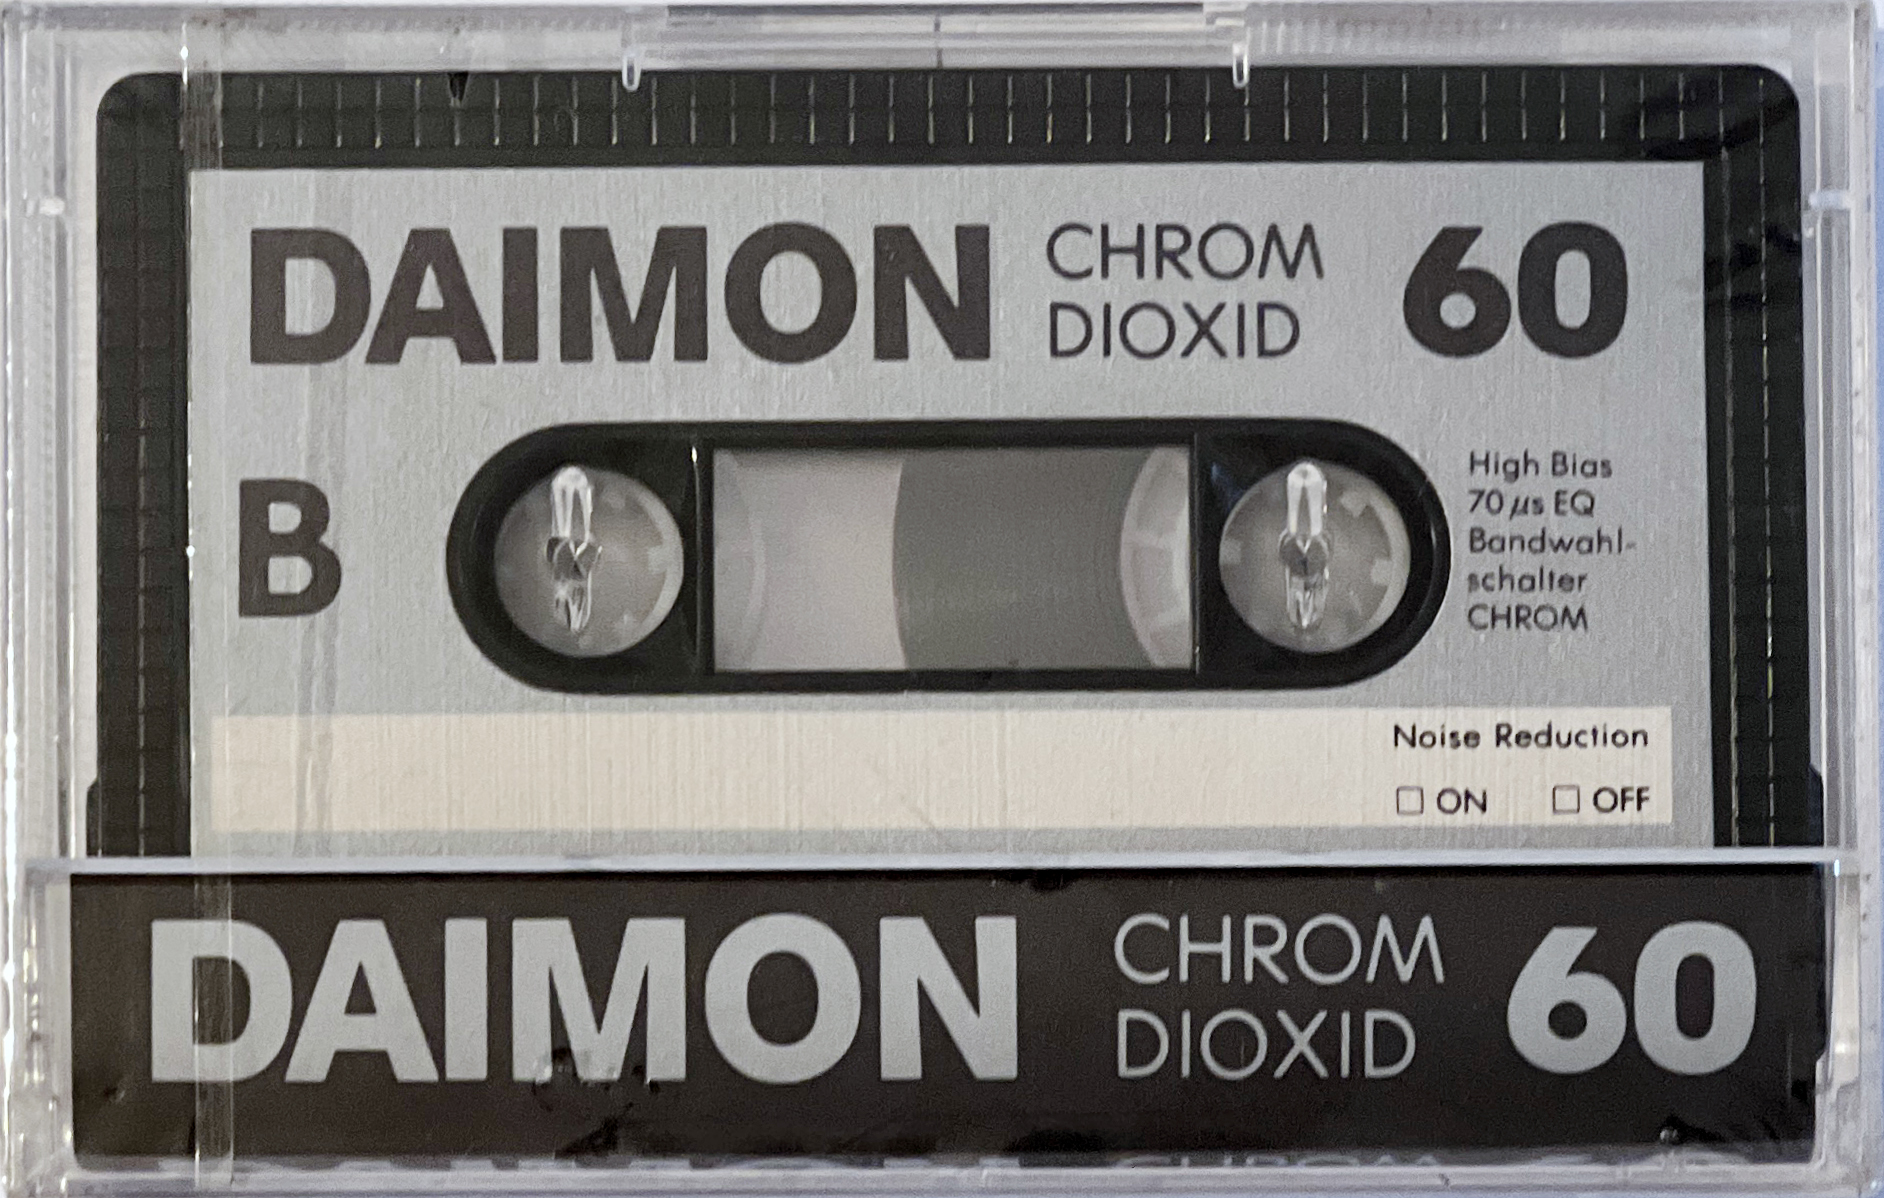 DAIMON CHROM DIOXID 60
B
High Bias
70 µs EQ
Bandwahl-
schalter
CHROM
Noise Reduction
☐ ON ☐ OFF
DAIMON CHROM DIOXID 60